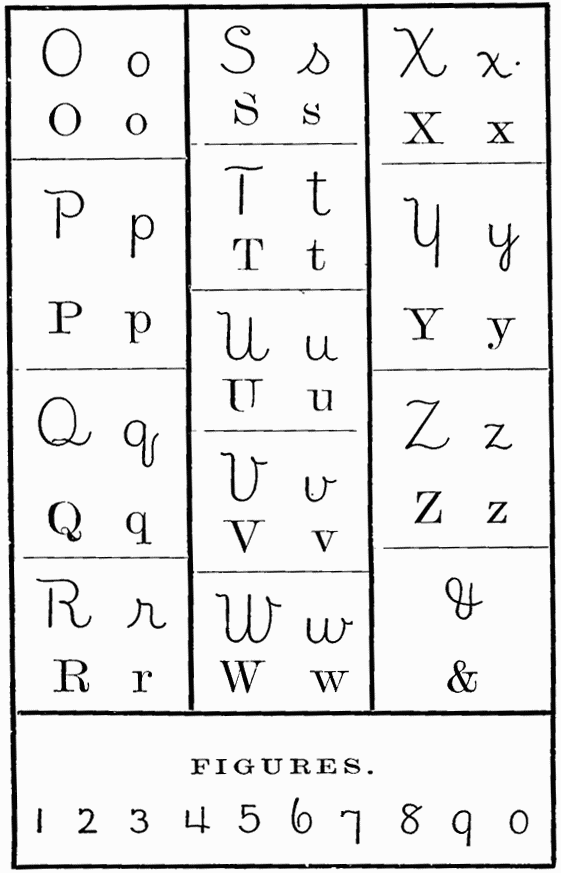 O o
O o
P p
P p
Q q
Q q
R r
R r
S s
S s
T t
T t
U u
U u
V v
V v
W w
W w
X x.
X x
Y y
Y y
Z z
Z z
&
&
FIGURES.
1 2 3 4 5 6 7 8 9 0